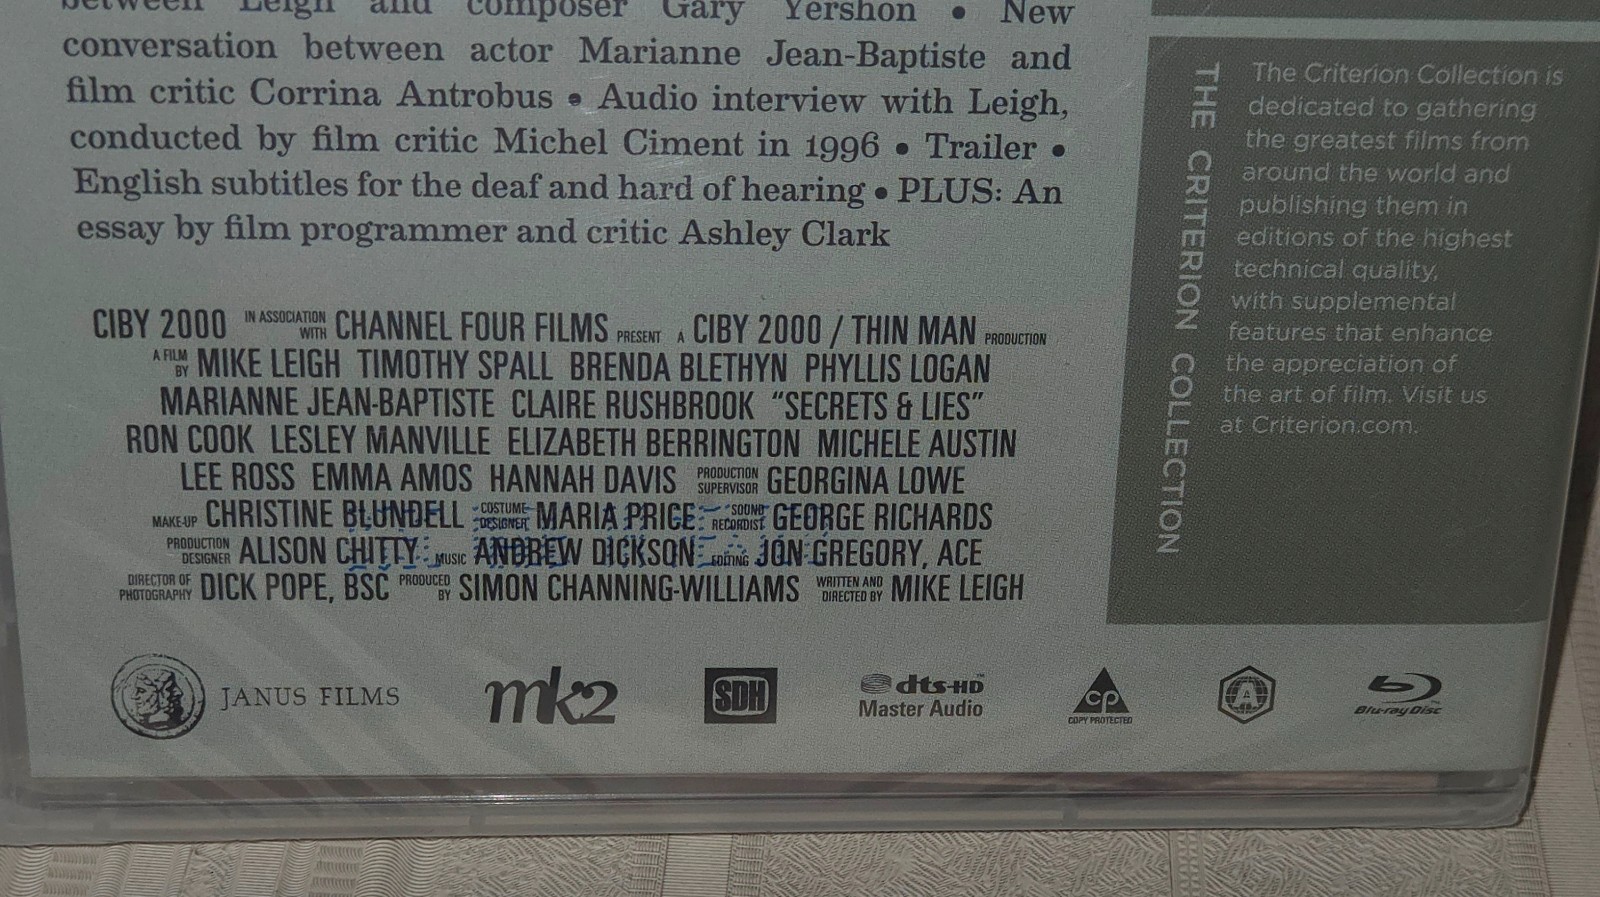 between Leigh and composer Gary Yershon • New
conversation between actor Marianne Jean-Baptiste and
film critic Corrina Antrobus • Audio interview with Leigh,
conducted by film critic Michel Ciment in 1996 • Trailer •
English subtitles for the deaf and hard of hearing • PLUS: An
essay by film programmer and critic Ashley Clark
CIBY 2000 IN ASSOCIATION WITH CHANNEL FOUR FILMS PRESENT A CIBY 2000 / THIN MAN PRODUCTION
A FILM BY MIKE LEIGH TIMOTHY SPALL BRENDA BLETHYN PHYLLIS LOGAN
MARIANNE JEAN-BAPTISTE CLAIRE RUSHBROOK “SECRETS & LIES”
RON COOK LESLEY MANVILLE ELIZABETH BERRINGTON MICHELE AUSTIN
LEE ROSS EMMA AMOS HANNAH DAVIS PRODUCTION SUPERVISOR GEORGINA LOWE
MAKE-UP CHRISTINE BLUNDELL COSTUME DESIGNER MARIA PRICE SOUND RECORDIST GEORGE RICHARDS
PRODUCTION DESIGNER ALISON CHITTY MUSIC ANDREW DICKSON EDITING JON GREGORY, ACE
DIRECTOR OF PHOTOGRAPHY DICK POPE, BSC PRODUCED BY SIMON CHANNING-WILLIAMS WRITTEN AND DIRECTED BY MIKE LEIGH
JANUS FILMS
mk2
SDH
dts-HD
Master Audio
cp
COPY PROTECTED
A
Blu-ray Disc
THE CRITERION COLLECTION
The Criterion Collection is
dedicated to gathering
the greatest films from
around the world and
publishing them in
editions of the highest
technical quality,
with supplemental
features that enhance
the appreciation of
the art of film. Visit us
at Criterion.com.